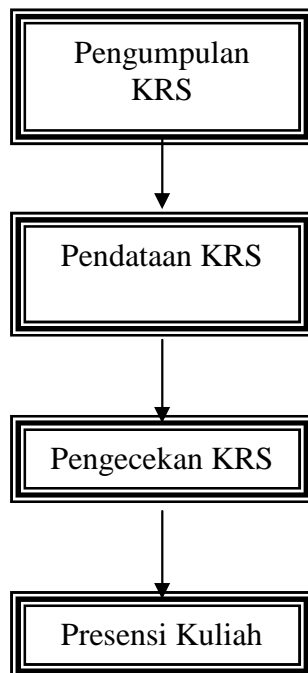 Pengumpulan
KRS
Pendataan KRS
Pengecekan KRS
Presensi Kuliah